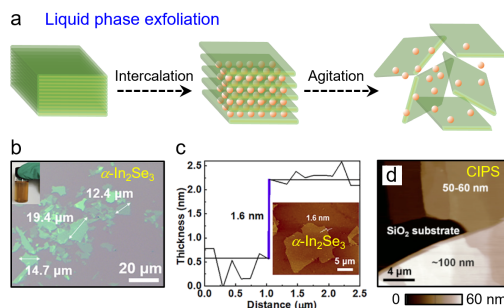 a Liquid phase exfoliation
Intercalation
Agitation
b
α-In2Se3
12.4 μm
19.4 μm
14.7 μm
20 μm
c
Thickness (nm)
2.5
2.0
1.5
1.0
0.5
0.0
1.6 nm
1.6 nm
α-In2Se3
5 μm
0.0 0.5 1.0 1.5 2.0 2.5
Distance (μm)
d
CIPS
50-60 nm
SiO2 substrate
~100 nm
4 μm
0 60 nm